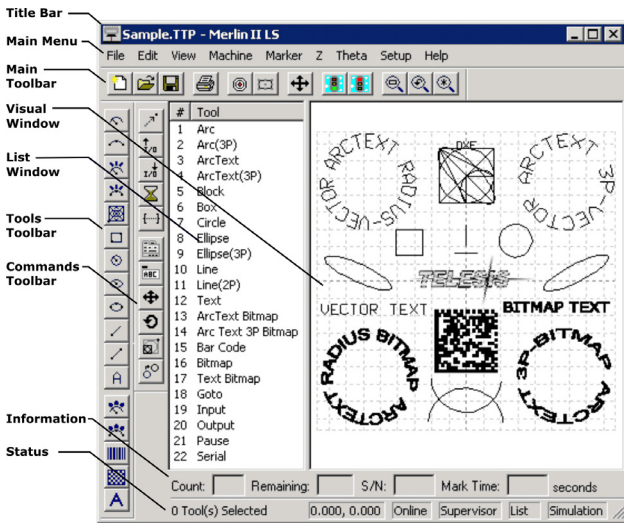 Title Bar
Sample.TTP - Merlin II LS
Main Menu
File Edit View Machine Marker Z Theta Setup Help
Main
Toolbar
Visual
Window
List
Window
Tools
Toolbar
Commands
Toolbar
Information
Status
I/O
I/O
ABC
A
A
# Tool
1 Arc
2 Arc(3P)
3 ArcText
4 ArcText(3P)
5 Block
6 Box
7 Circle
8 Ellipse
9 Ellipse(3P)
10 Line
11 Line(2P)
12 Text
13 ArcText Bitmap
14 Arc Text 3P Bitmap
15 Bar Code
16 Bitmap
17 Text Bitmap
18 Goto
19 Input
20 Output
21 Pause
22 Serial
ARCTEXT RADIUS-VECTOR
DXF
ARCTEXT 3P-VECTOR
TELESIS
VECTOR TEXT
BITMAP TEXT
RADIUS BITMAP ARCTEXT
3P-BITMAP ARCTEXT
Count: Remaining: S/N: Mark Time: seconds
0 Tool(s) Selected 0.000, 0.000 Online Supervisor List Simulation